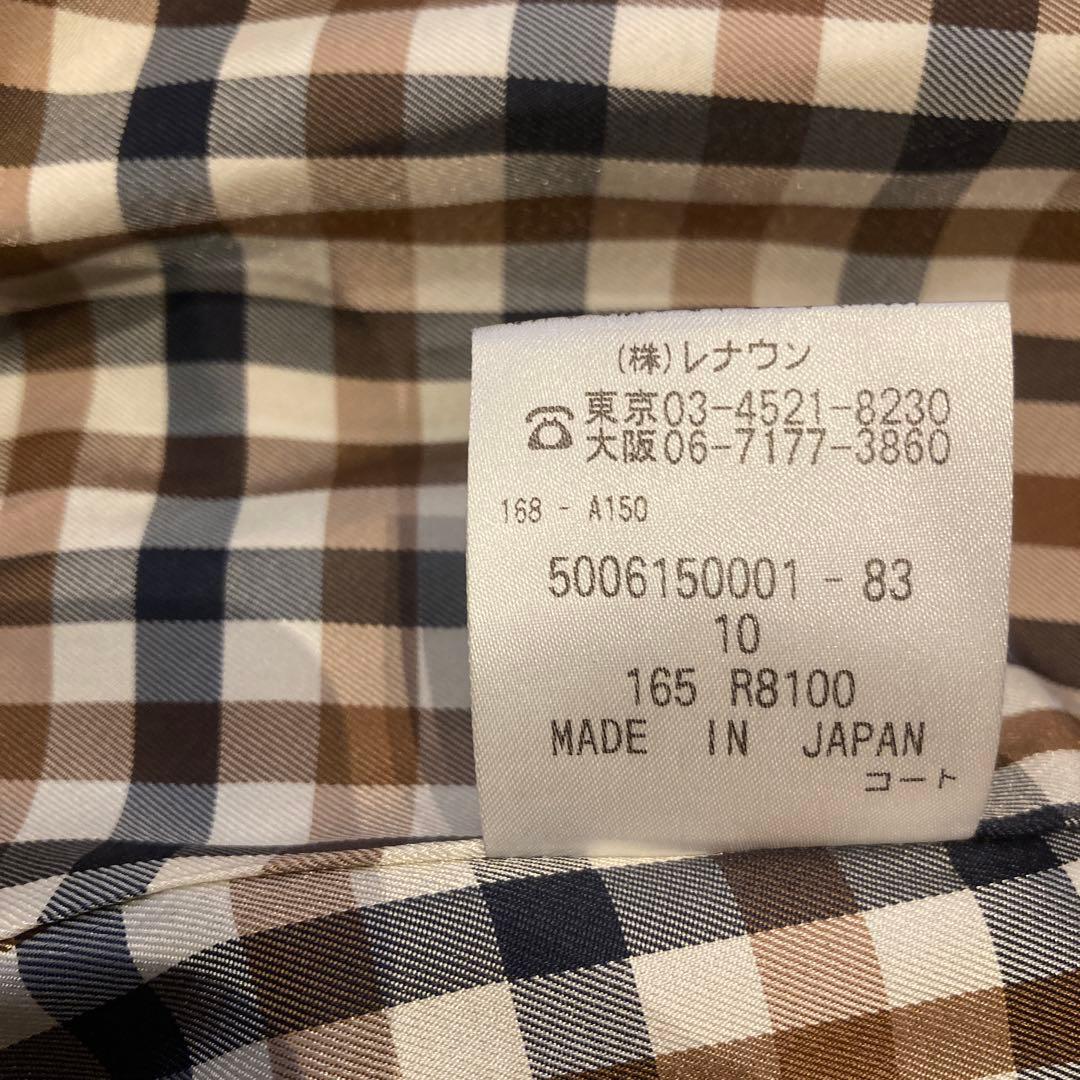 (株)レナウン
☎東京03-4521-8230
大阪06-7177-3860
168 - A150
5006150001 - 83
10
165 R8100
MADE IN JAPAN
コート